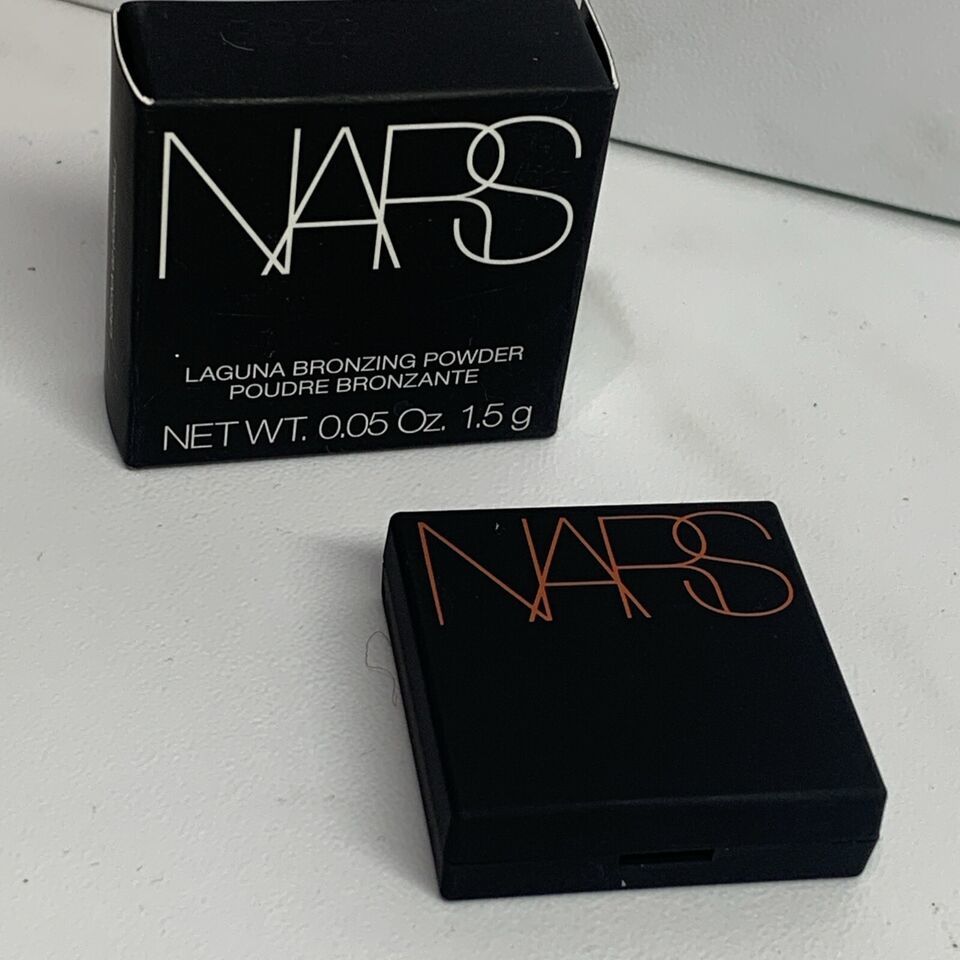 NARS
LAGUNA BRONZING POWDER
POUDRE BRONZANTE
NET WT. 0.05 Oz. 1.5 g
NARS